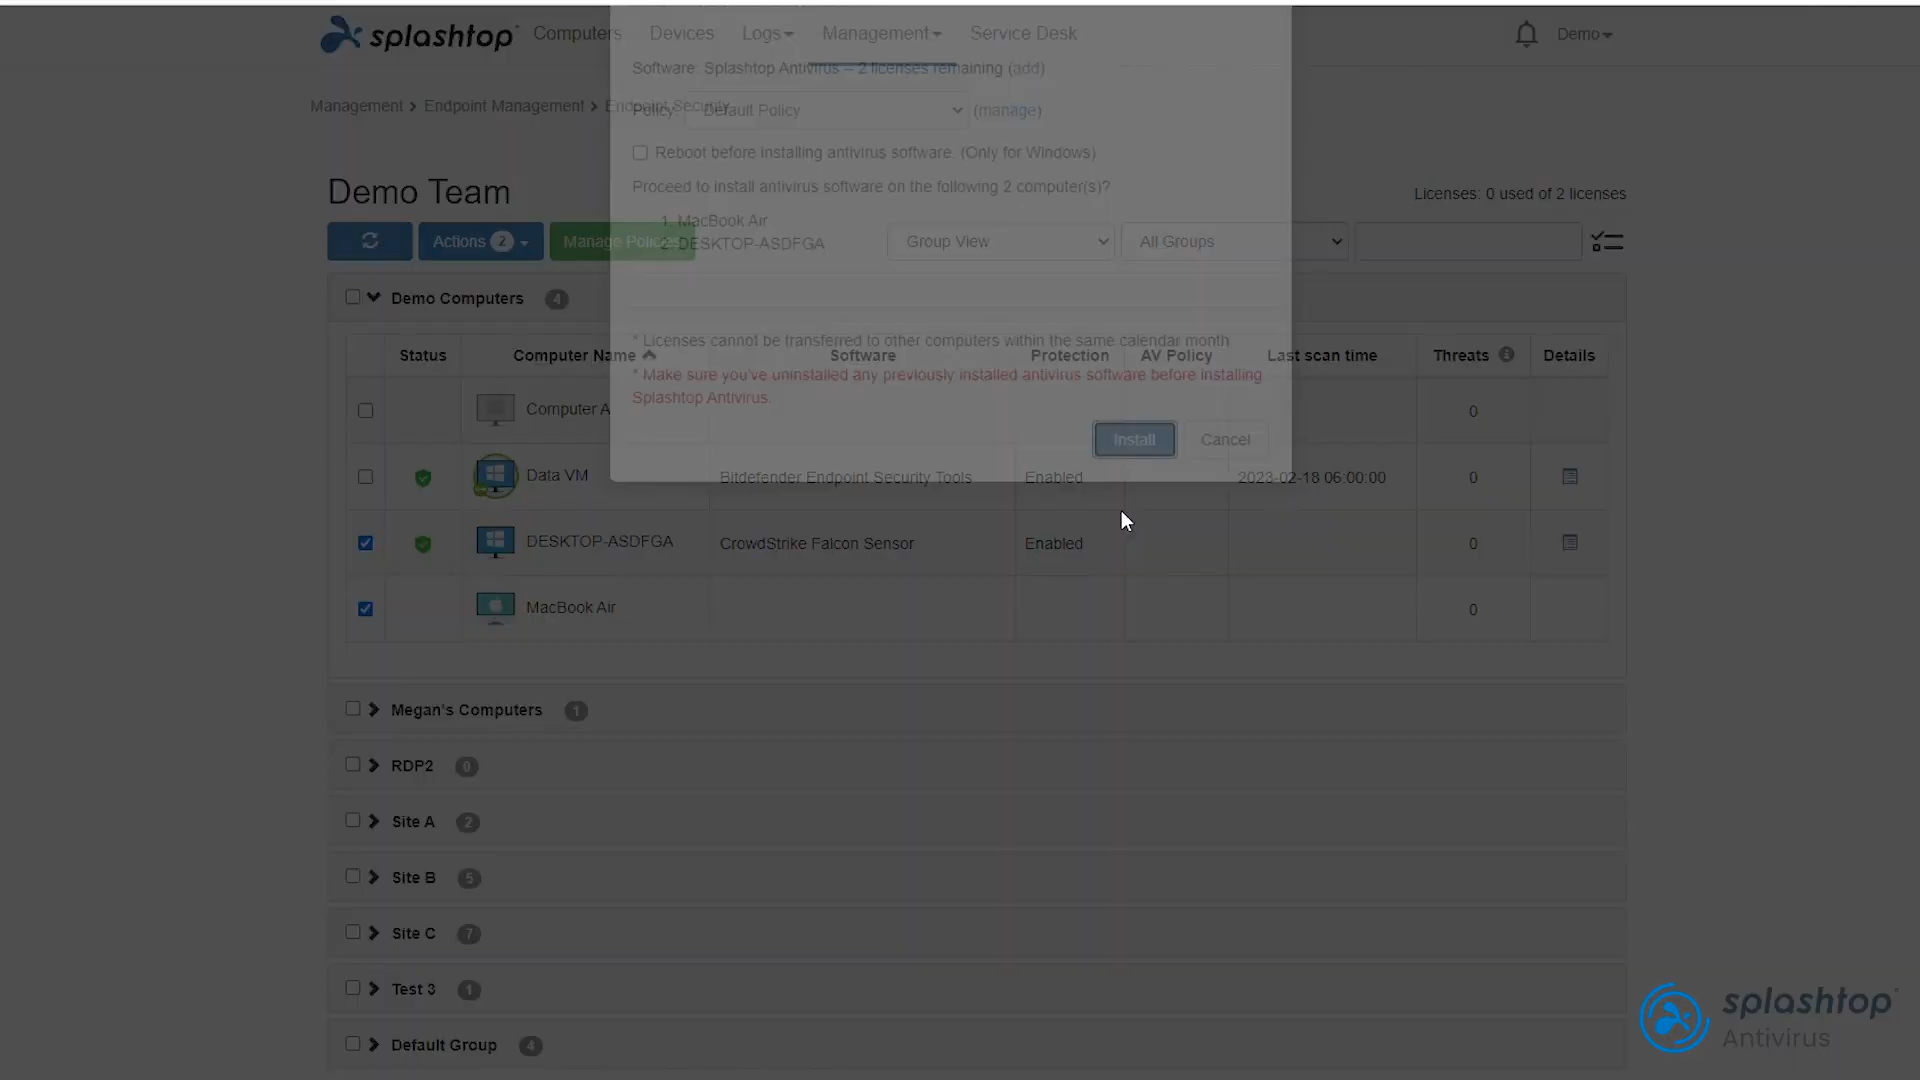 splashtop
Computers
Devices
Logs
Management
Service Desk
Demo
Software: Splashtop Antivirus – 2 licenses remaining (add)
Management > Endpoint Management > Endpoint Security
Policy: Default Policy (manage)
Reboot before installing antivirus software. (Only for Windows)
Proceed to install antivirus software on the following 2 computer(s)?
1. MacBook Air
2. DESKTOP-ASDFGA
Demo Team
Licenses: 0 used of 2 licenses
Actions 2
Manage Policies
Group View
All Groups
Demo Computers 4
* Licenses cannot be transferred to other computers within the same calendar month
* Make sure you've uninstalled any previously installed antivirus software before installing
Splashtop Antivirus.
Install
Cancel
Status Computer Name Software Protection AV Policy Last scan time Threats Details
Computer A 0
Data VM Bitdefender Endpoint Security Tools Enabled 2023-02-18 06:00:00 0
DESKTOP-ASDFGA CrowdStrike Falcon Sensor Enabled 0
MacBook Air 0
Megan's Computers 1
RDP2 0
Site A 2
Site B 5
Site C 7
Test 3 1
Default Group 4
splashtop
Antivirus